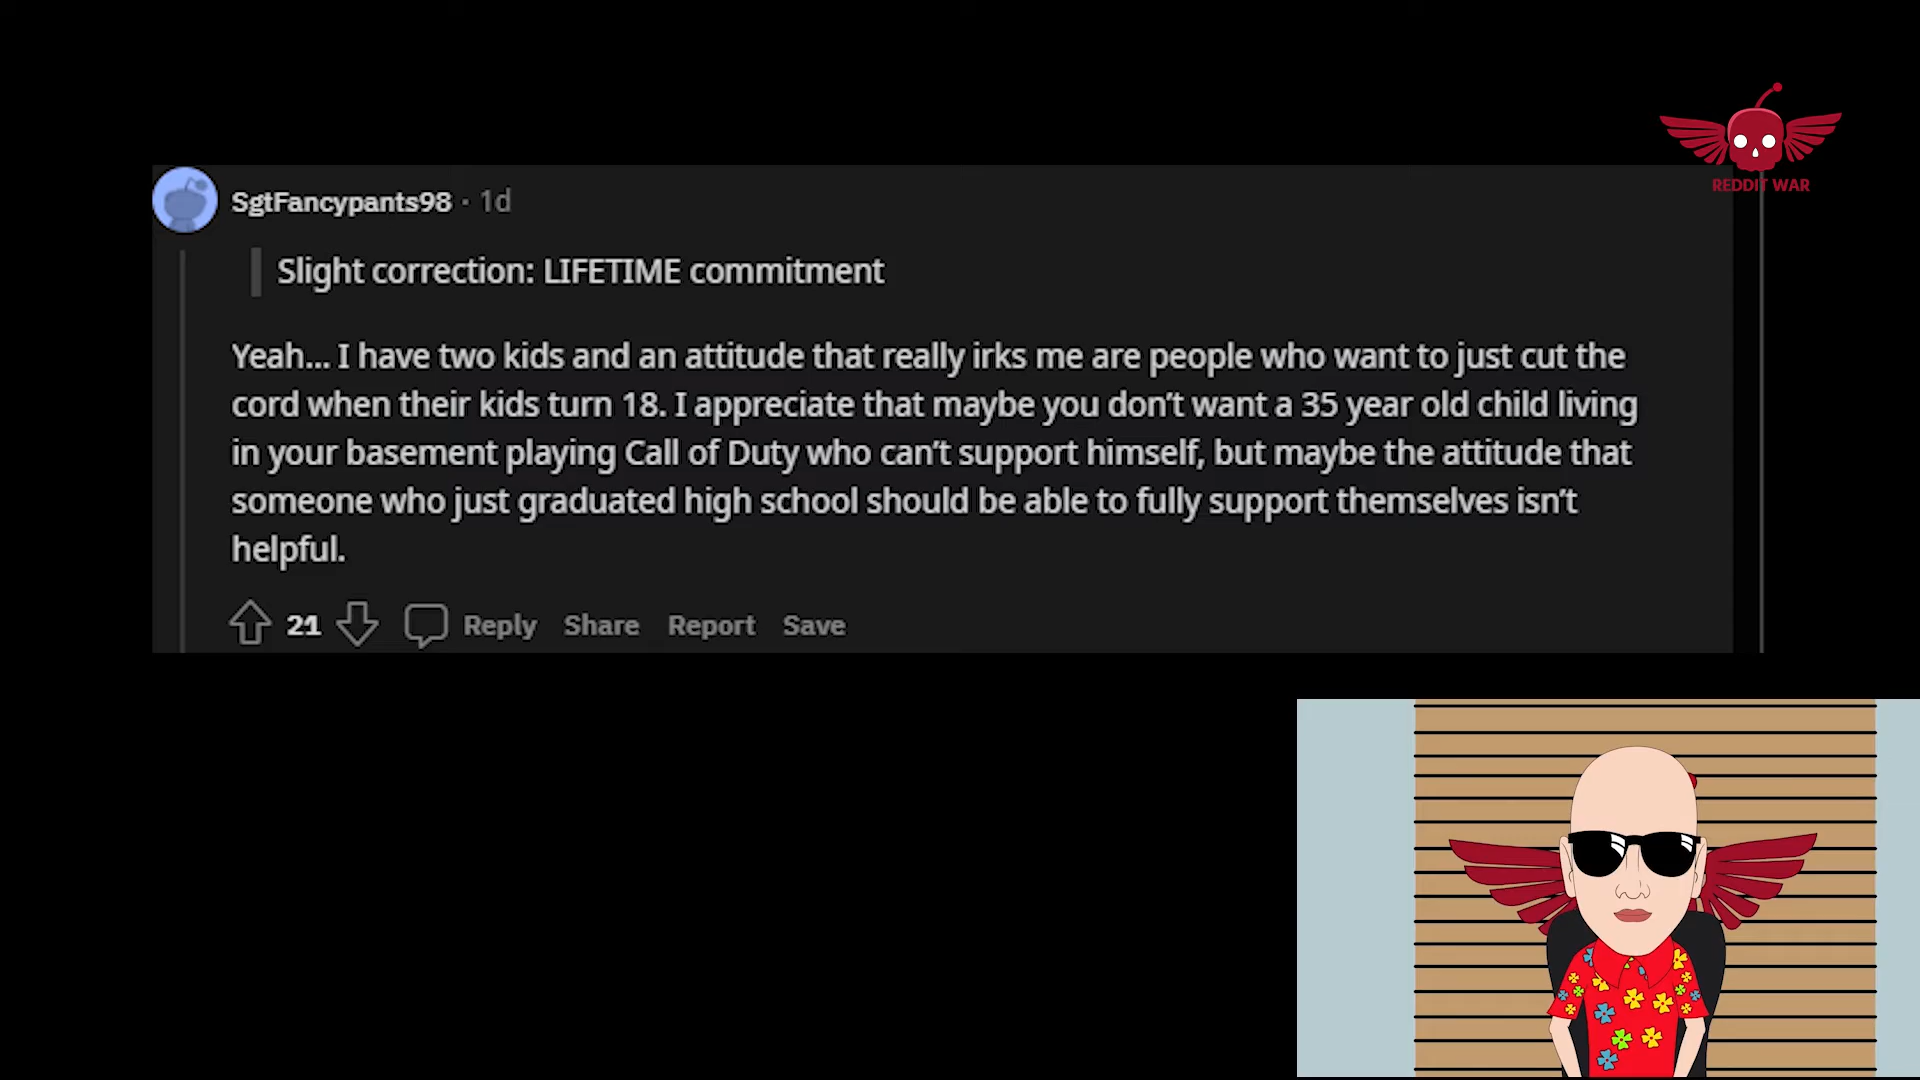 REDDIT WAR
SgtFancypants98 · 1d
Slight correction: LIFETIME commitment
Yeah... I have two kids and an attitude that really irks me are people who want to just cut the
cord when their kids turn 18. I appreciate that maybe you don’t want a 35 year old child living
in your basement playing Call of Duty who can’t support himself, but maybe the attitude that
someone who just graduated high school should be able to fully support themselves isn’t
helpful.
21 Reply Share Report Save